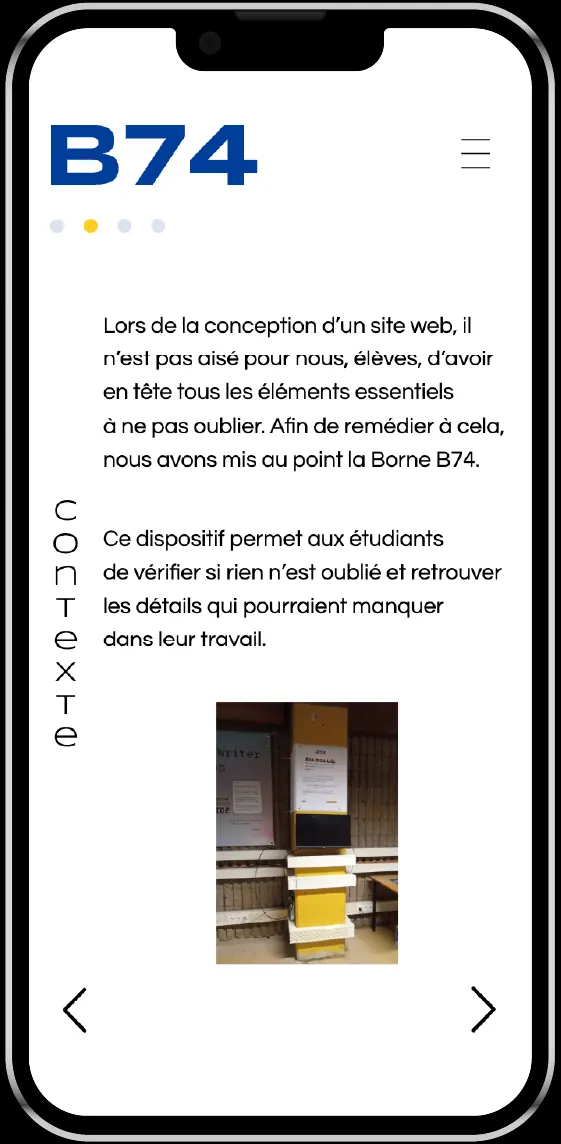 B74
Lors de la conception d'un site web, il
n'est pas aisé pour nous, élèves, d'avoir
en tête tous les éléments essentiels
à ne pas oublier. Afin de remédier à cela,
nous avons mis au point la Borne B74.
Ce dispositif permet aux étudiants
de vérifier si rien n'est oublié et retrouver
les détails qui pourraient manquer
dans leur travail.
conTexTe
Writer
B74